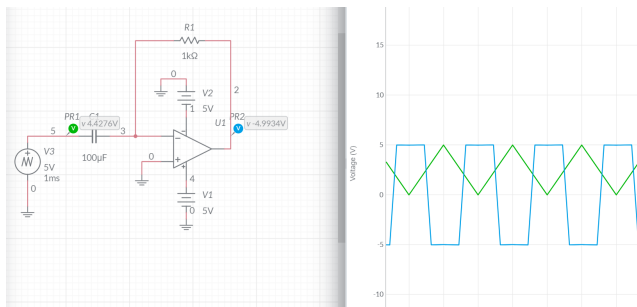 R1
1kΩ
0
V2
2
1
5V
U1
PR1
C1
V 4.4276V
PR2
V -4.9934V
5
3
V
V
V3
100μF
0
5V
1ms
4
0
V1
0
5V
15
10
5
0
-5
-10
Voltage (V)